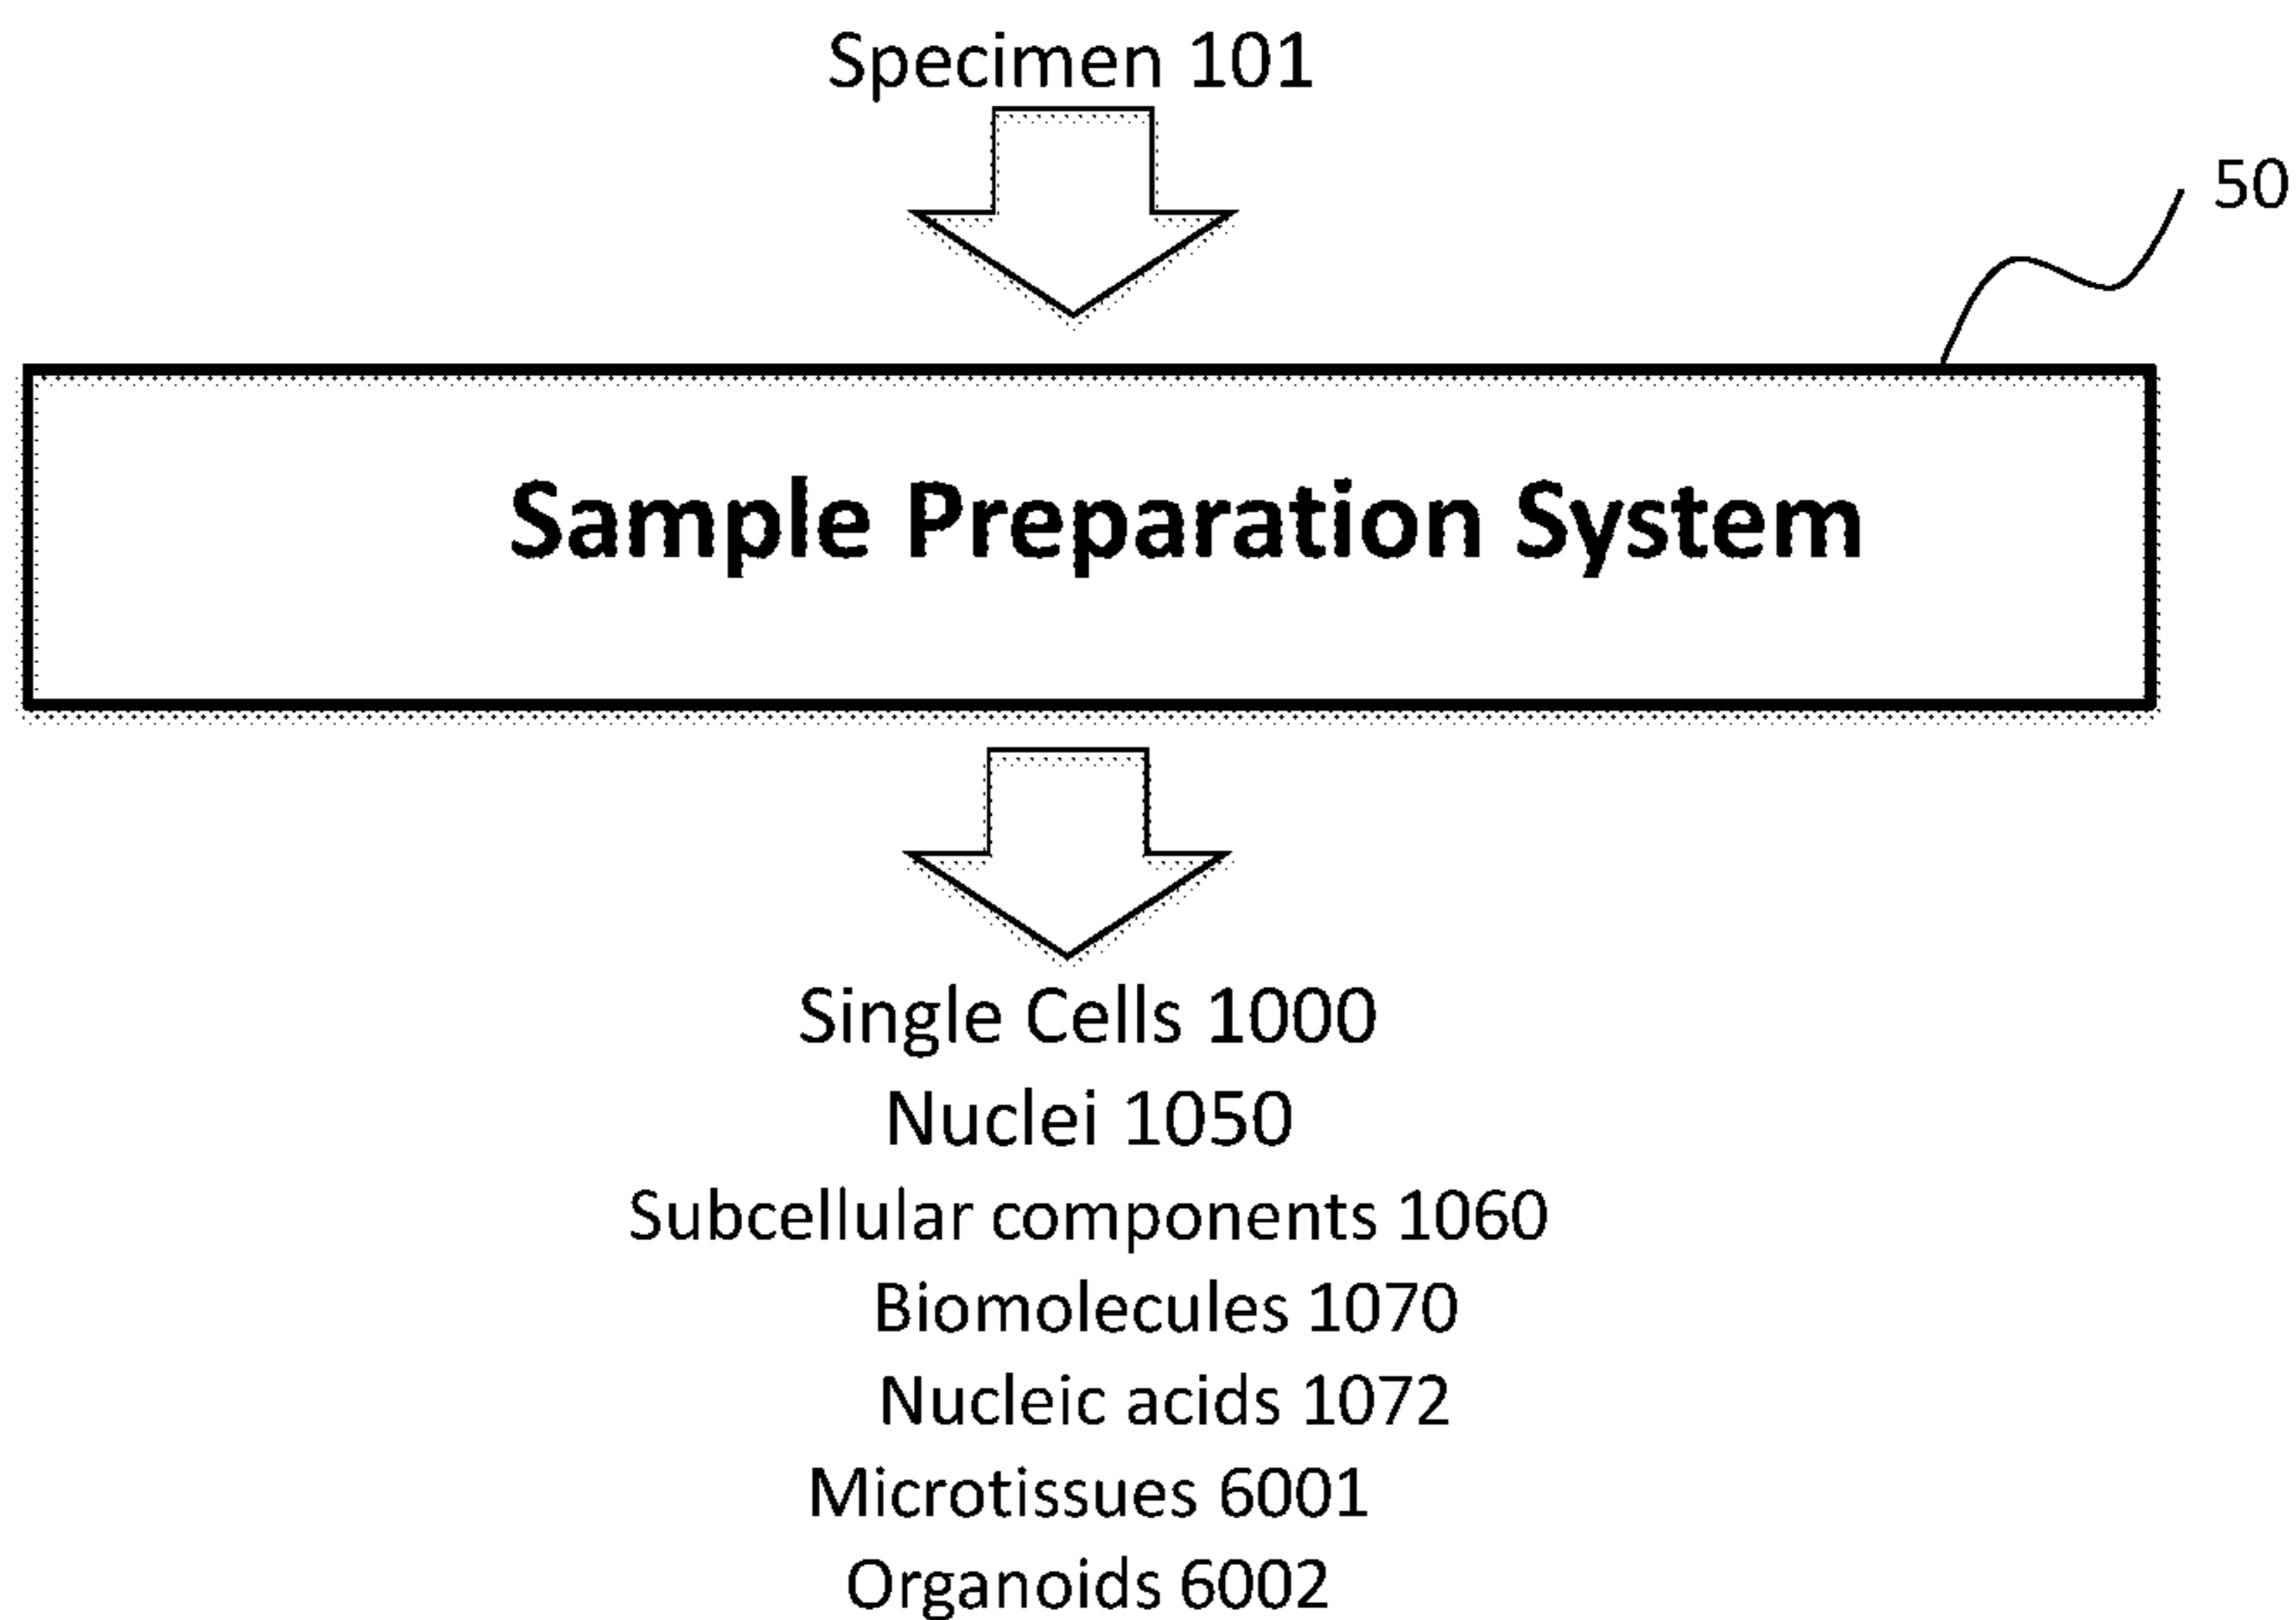 Specimen 101
50
Sample Preparation System
Single Cells 1000
Nuclei 1050
Subcellular components 1060
Biomolecules 1070
Nucleic acids 1072
Microtissues 6001
Organoids 6002